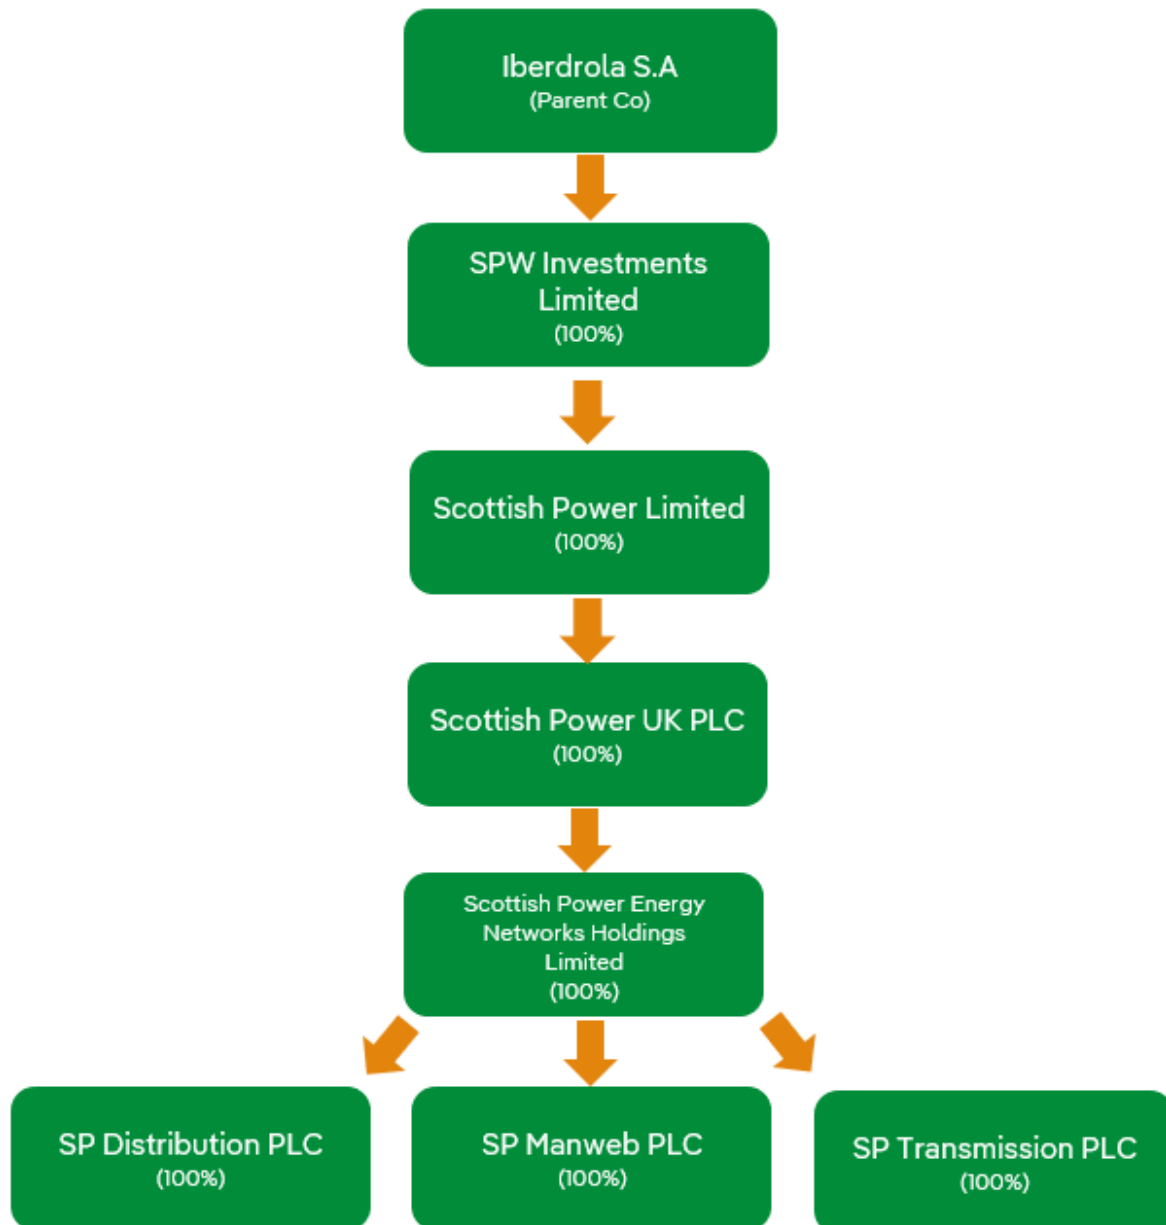 Iberdrola S.A
(Parent Co)
SPW Investments
Limited
(100%)
Scottish Power Limited
(100%)
Scottish Power UK PLC
(100%)
Scottish Power Energy
Networks Holdings
Limited
(100%)
SP Distribution PLC
(100%)
SP Manweb PLC
(100%)
SP Transmission PLC
(100%)